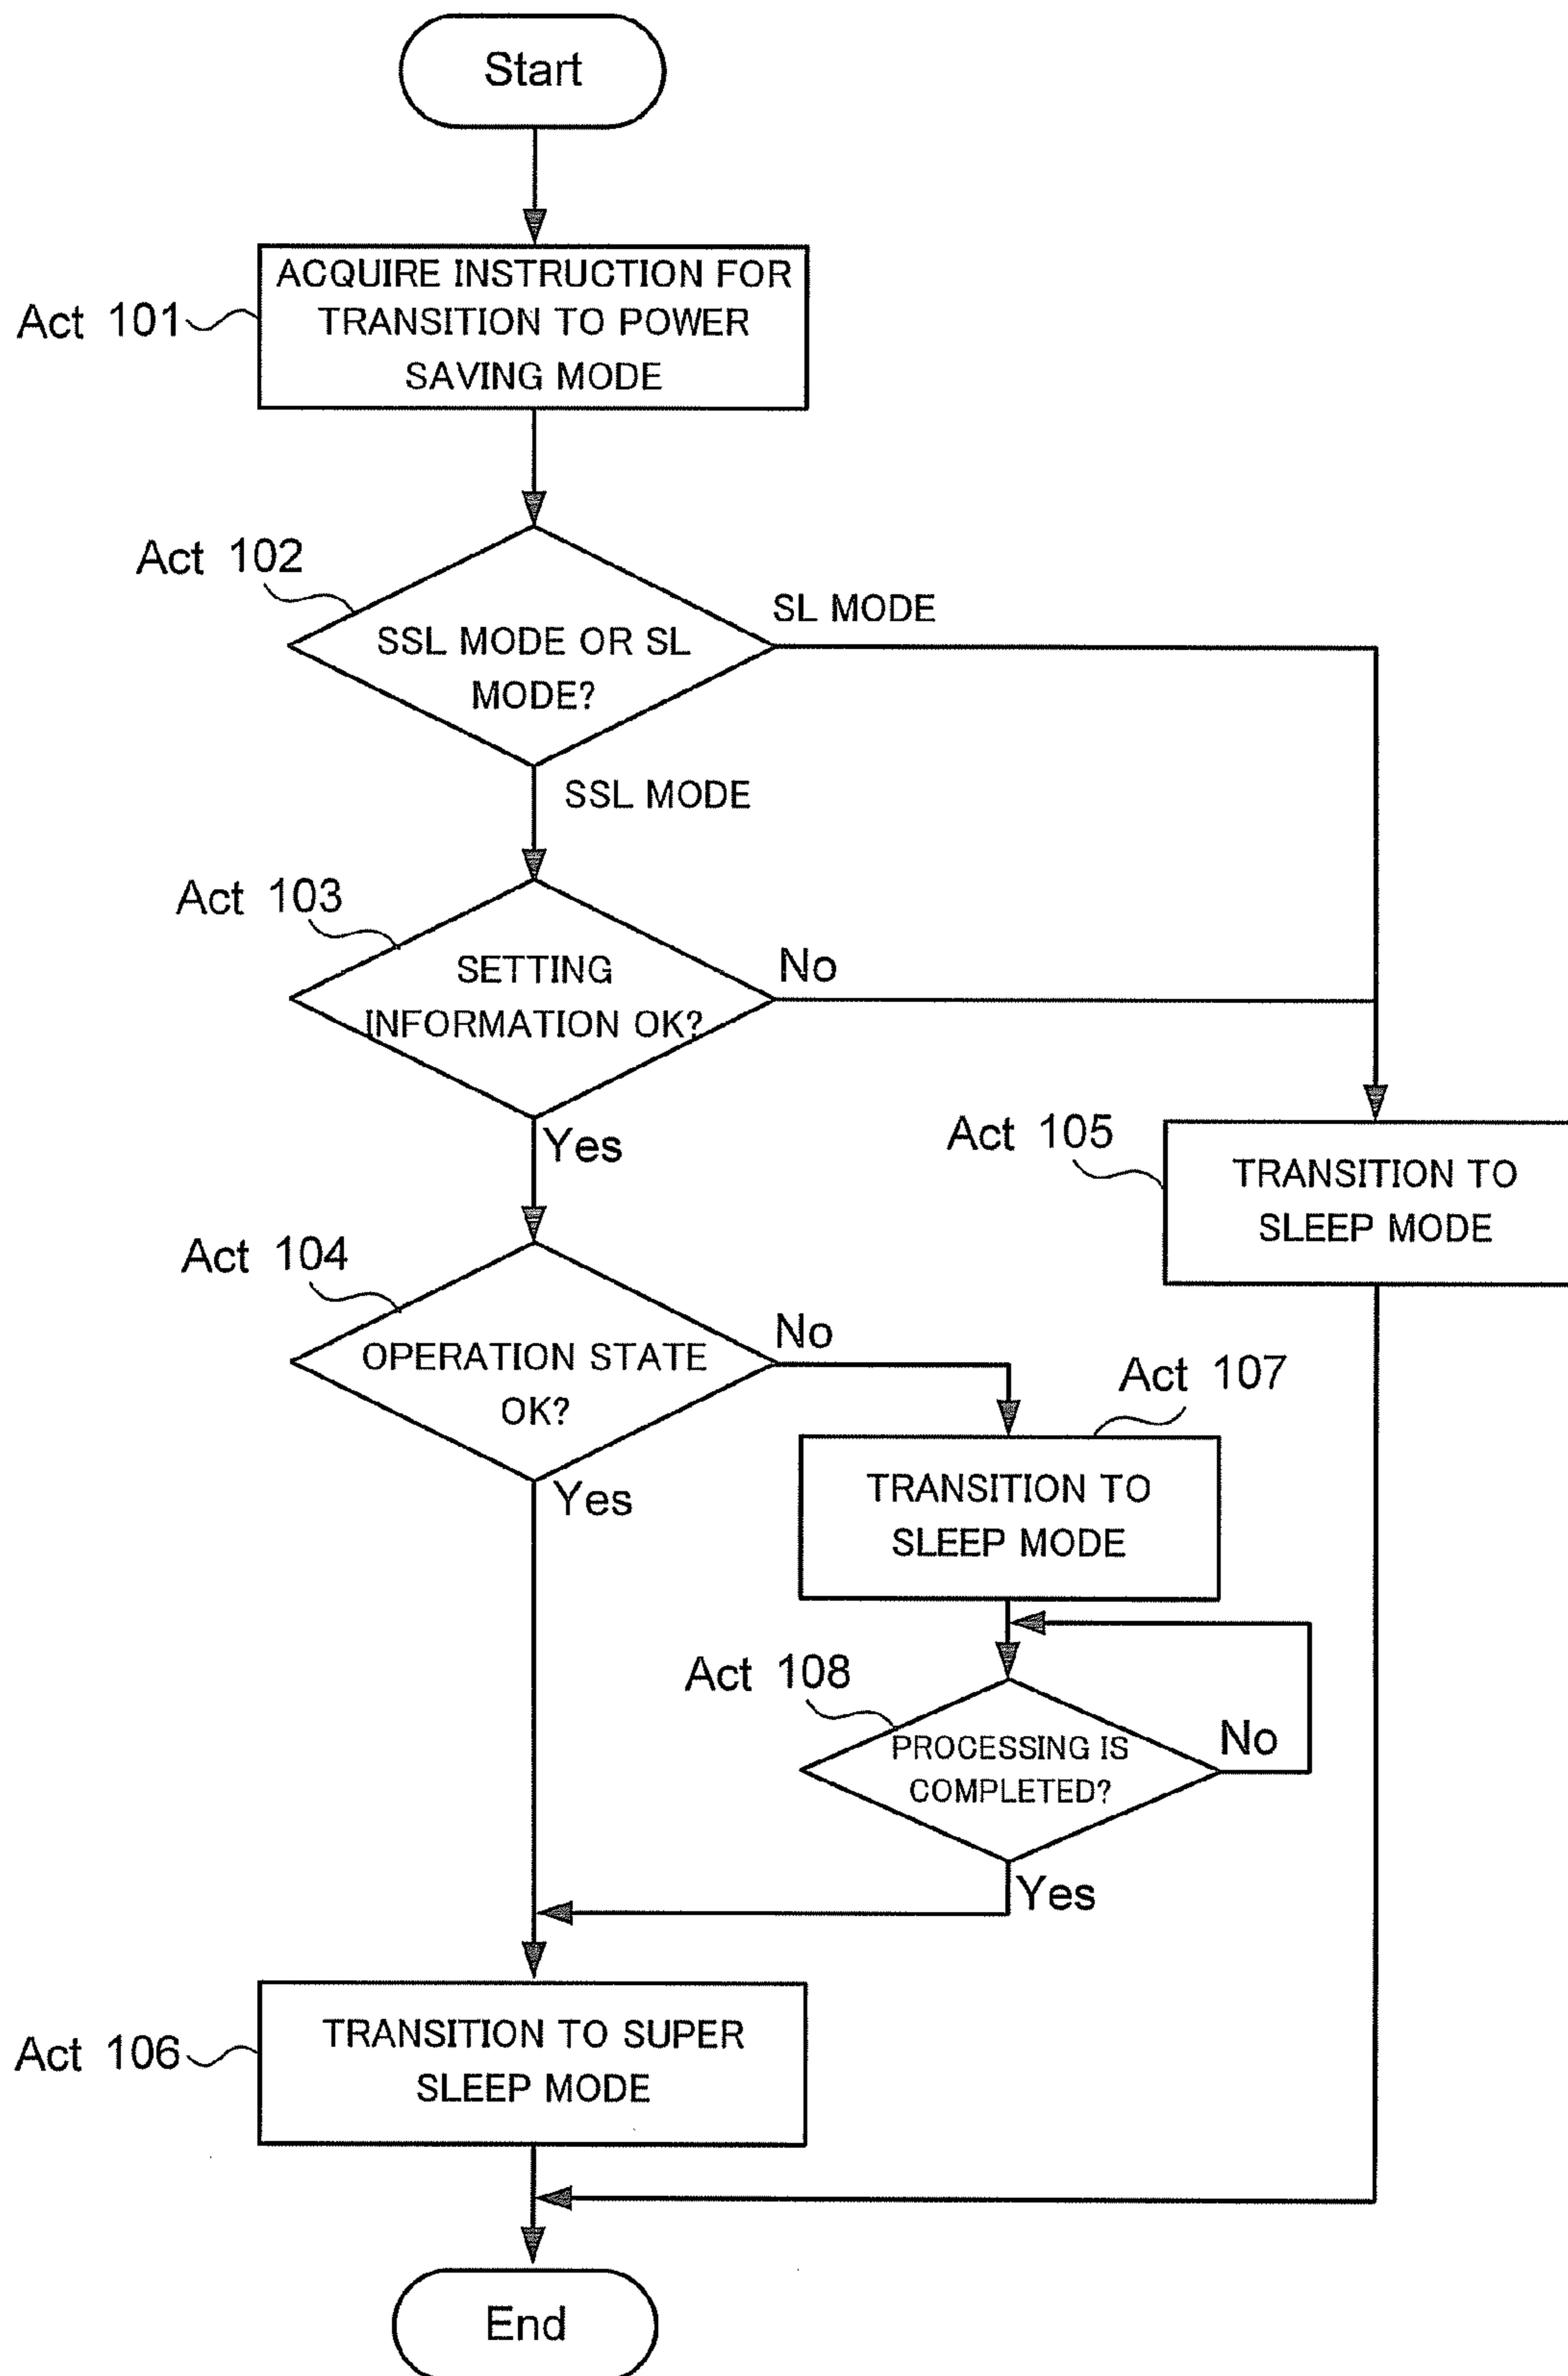 Start
Act 101
ACQUIRE INSTRUCTION FOR
TRANSITION TO POWER
SAVING MODE
Act 102
SSL MODE OR SL
MODE?
SL MODE
SSL MODE
Act 103
SETTING
INFORMATION OK?
No
Yes
Act 105
TRANSITION TO
SLEEP MODE
Act 104
OPERATION STATE
OK?
No
Yes
Act 107
TRANSITION TO
SLEEP MODE
Act 108
PROCESSING IS
COMPLETED?
No
Yes
Act 106
TRANSITION TO SUPER
SLEEP MODE
End